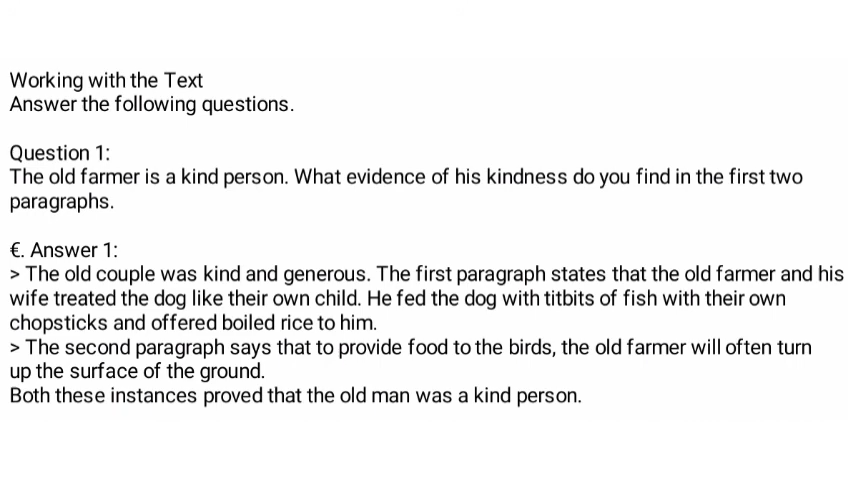 Working with the Text
Answer the following questions.
Question 1:
The old farmer is a kind person. What evidence of his kindness do you find in the first two
paragraphs.
€. Answer 1:
> The old couple was kind and generous. The first paragraph states that the old farmer and his
wife treated the dog like their own child. He fed the dog with titbits of fish with their own
chopsticks and offered boiled rice to him.
> The second paragraph says that to provide food to the birds, the old farmer will often turn
up the surface of the ground.
Both these instances proved that the old man was a kind person.